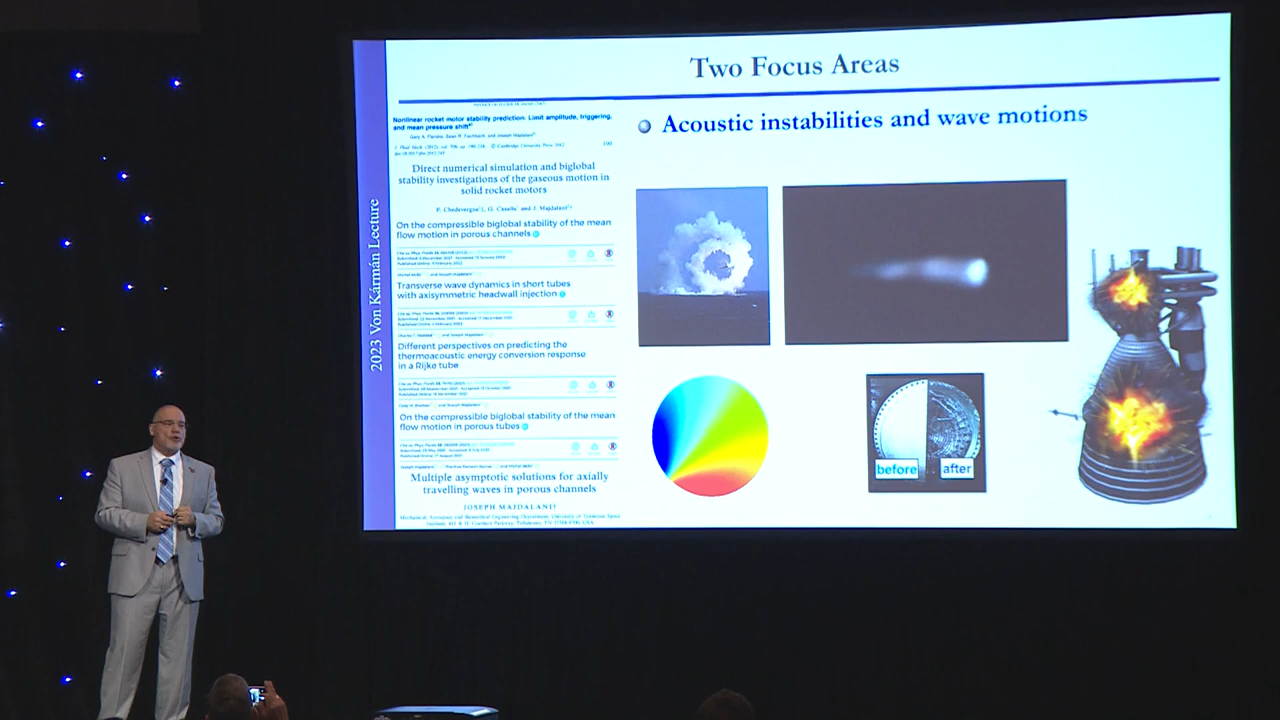 Two Focus Areas
2023 Von Kármán Lecture
Nonlinear rocket motor stability prediction: Limit amplitude, triggering,
and mean pressure shift
Gary A. Flandro, Sean R. Fischbach, and Joseph Majdalani
Direct numerical simulation and biglobal
stability investigations of the gaseous motion in
solid rocket motors
and J. Majdalani
On the compressible biglobal stability of the mean
flow motion in porous channels
Transverse wave dynamics in short tubes
with axisymmetric headwall injection
Different perspectives on predicting the
thermoacoustic energy conversion response
in a Rijke tube
On the compressible biglobal stability of the mean
flow motion in porous tubes
Multiple asymptotic solutions for axially
travelling waves in porous channels
JOSEPH MAJDALANI†
Acoustic instabilities and wave motions
before
after